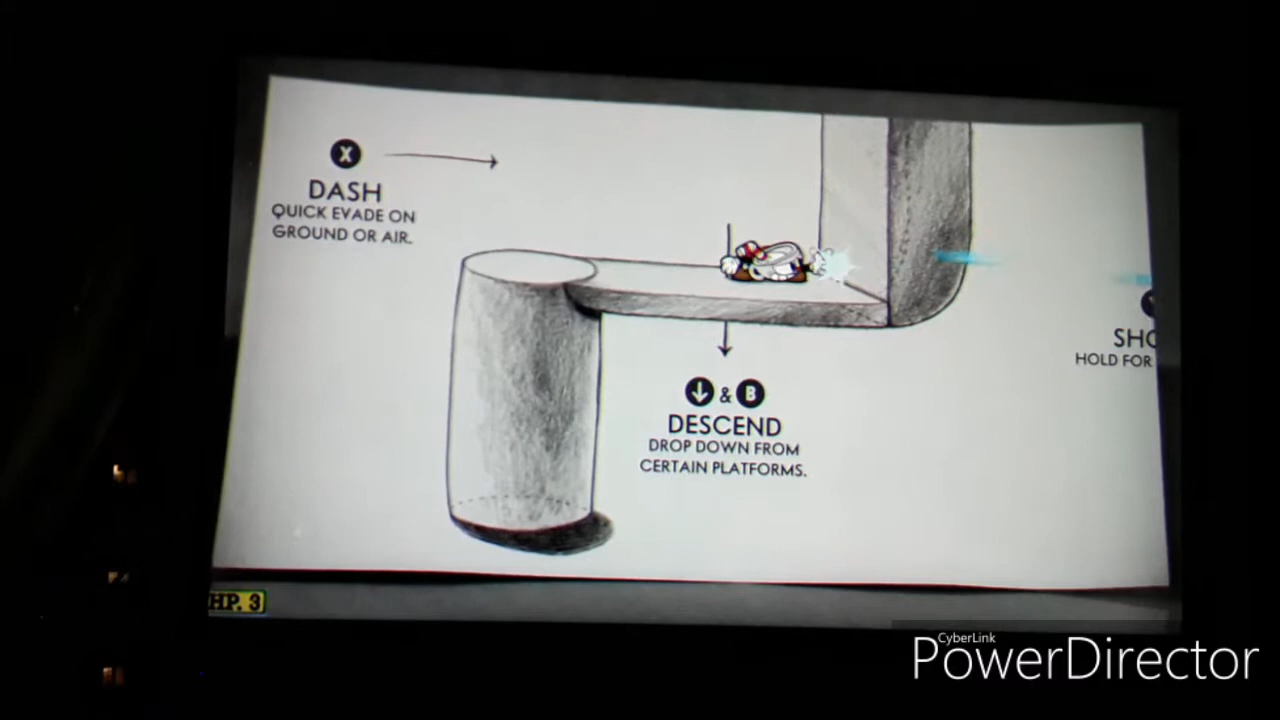 X
DASH
QUICK EVADE ON
GROUND OR AIR.
SHO
HOLD FOR
& B
DESCEND
DROP DOWN FROM
CERTAIN PLATFORMS.
HP. 3
CyberLink
PowerDirector